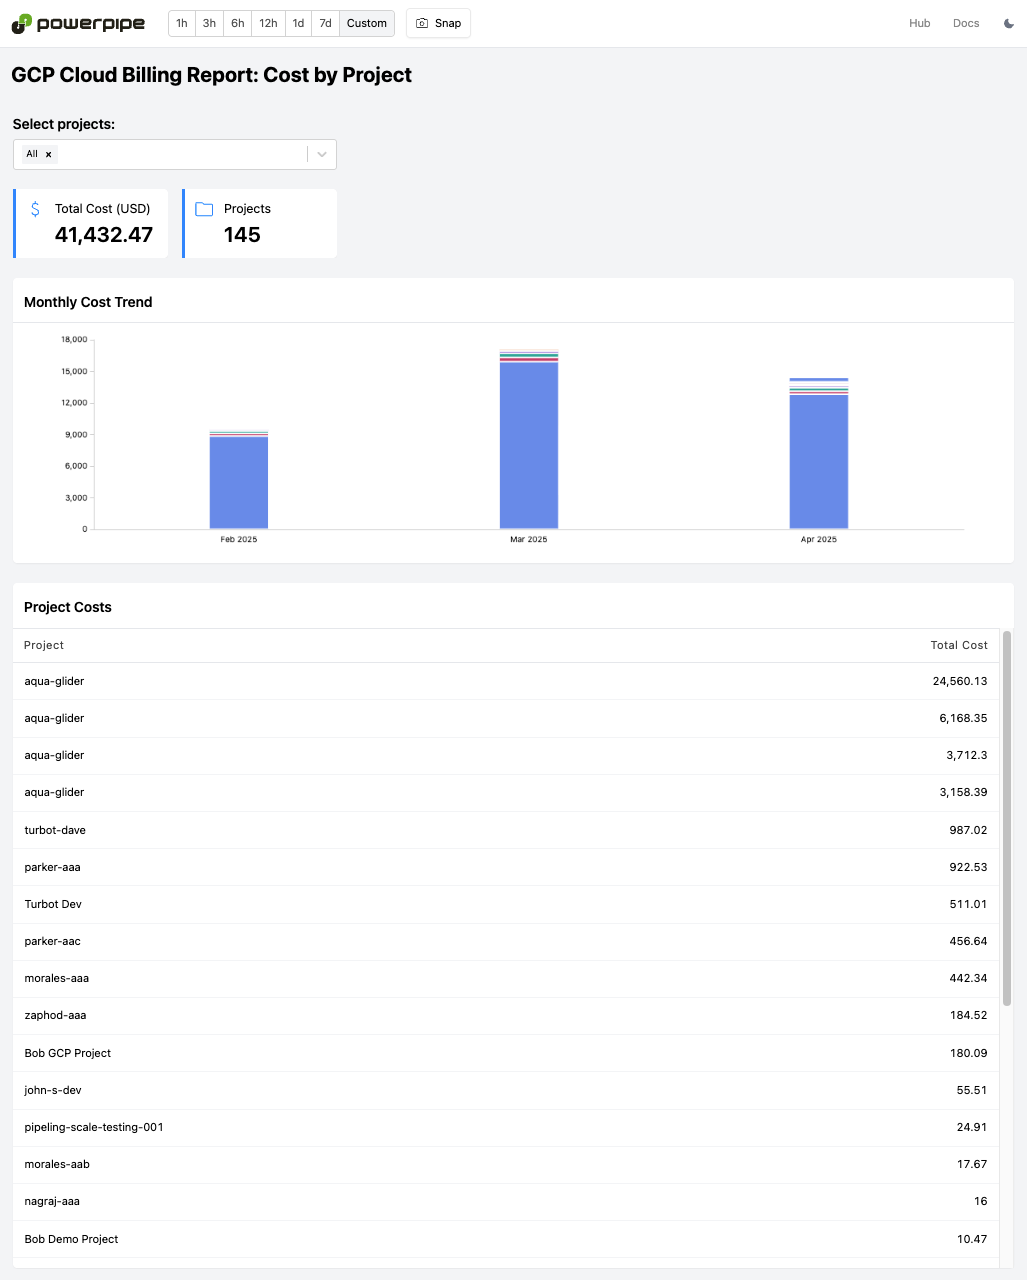 powerpipe 1h 3h 6h 12h 1d 7d Custom Snap Hub Docs
GCP Cloud Billing Report: Cost by Project
Select projects:
All ×
$ Total Cost (USD) Projects
41,432.47 145
Monthly Cost Trend
18,000
15,000
12,000
9,000
6,000
3,000
0
Feb 2025 Mar 2025 Apr 2025
Project Costs
Project Total Cost
aqua-glider 24,560.13
aqua-glider 6,168.35
aqua-glider 3,712.3
aqua-glider 3,158.39
turbot-dave 987.02
parker-aaa 922.53
Turbot Dev 511.01
parker-aac 456.64
morales-aaa 442.34
zaphod-aaa 184.52
Bob GCP Project 180.09
john-s-dev 55.51
pipeling-scale-testing-001 24.91
morales-aab 17.67
nagraj-aaa 16
Bob Demo Project 10.47